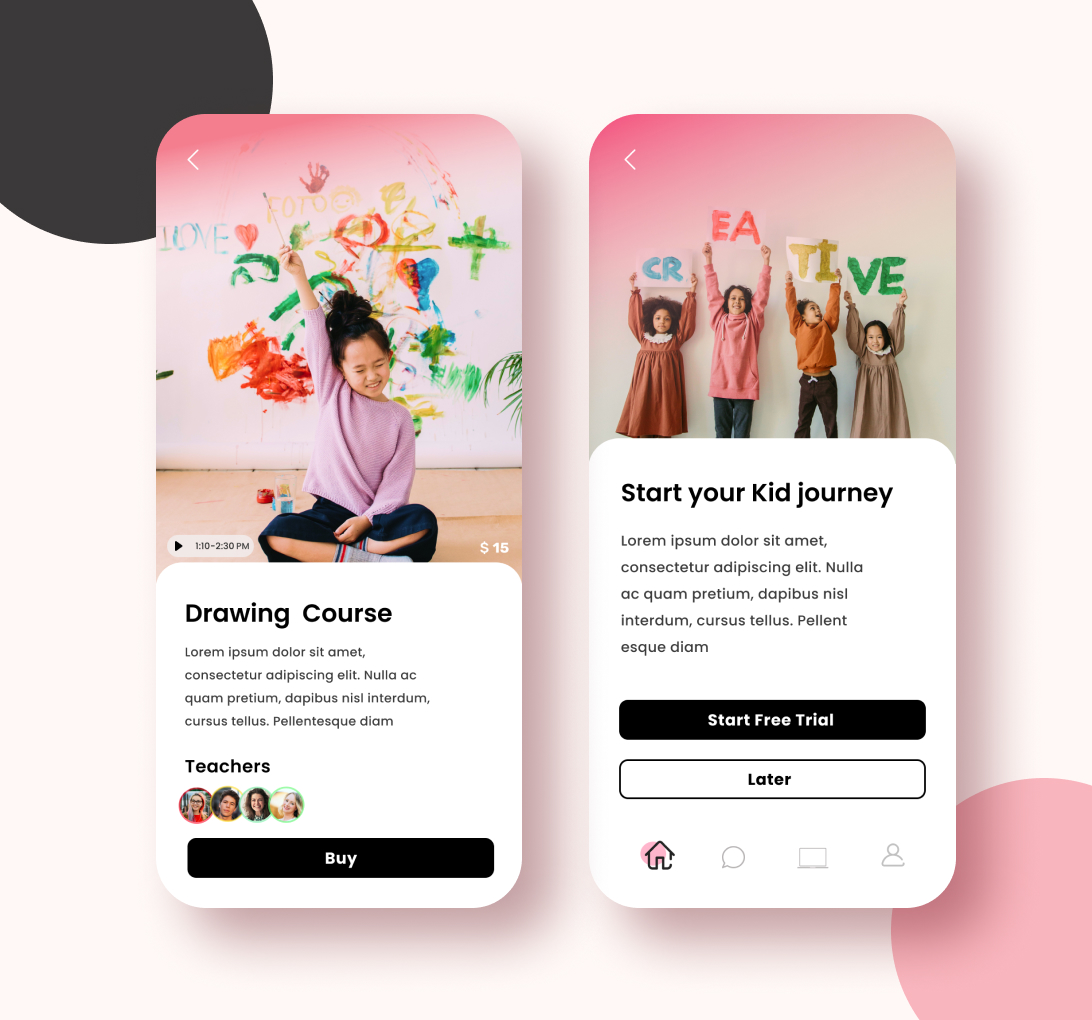 LOVE
FOTO
1:10-2:30 PM
$ 15
Drawing Course
Lorem ipsum dolor sit amet,
consectetur adipiscing elit. Nulla ac
quam pretium, dapibus nisl interdum,
cursus tellus. Pellentesque diam
Teachers
Buy
CR
EA
TI
VE
Start your Kid journey
Lorem ipsum dolor sit amet,
consectetur adipiscing elit. Nulla
ac quam pretium, dapibus nisl
interdum, cursus tellus. Pellent
esque diam
Start Free Trial
Later